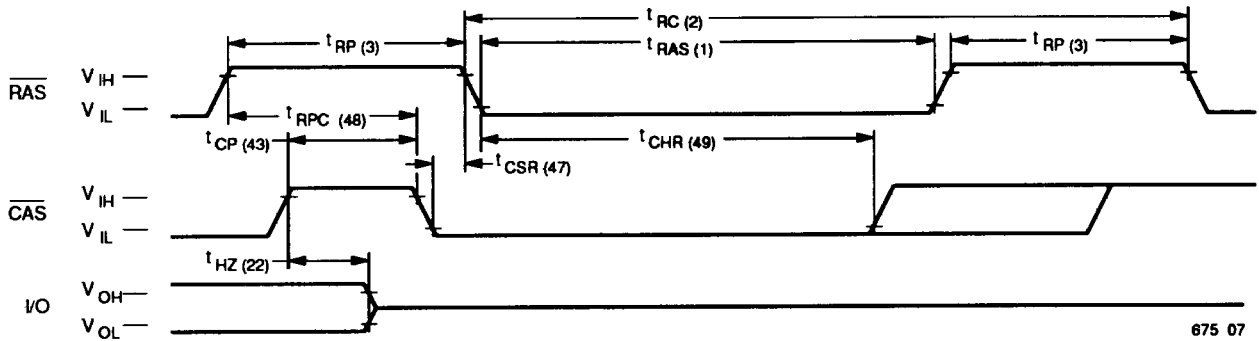 t RC (2)
t RP (3)
t RAS (1)
t RP (3)
RAS
V IH
V IL
t RPC (48)
t CP (43)
t CHR (49)
t CSR (47)
CAS
V IH
V IL
t HZ (22)
I/O
V OH
V OL
675 07